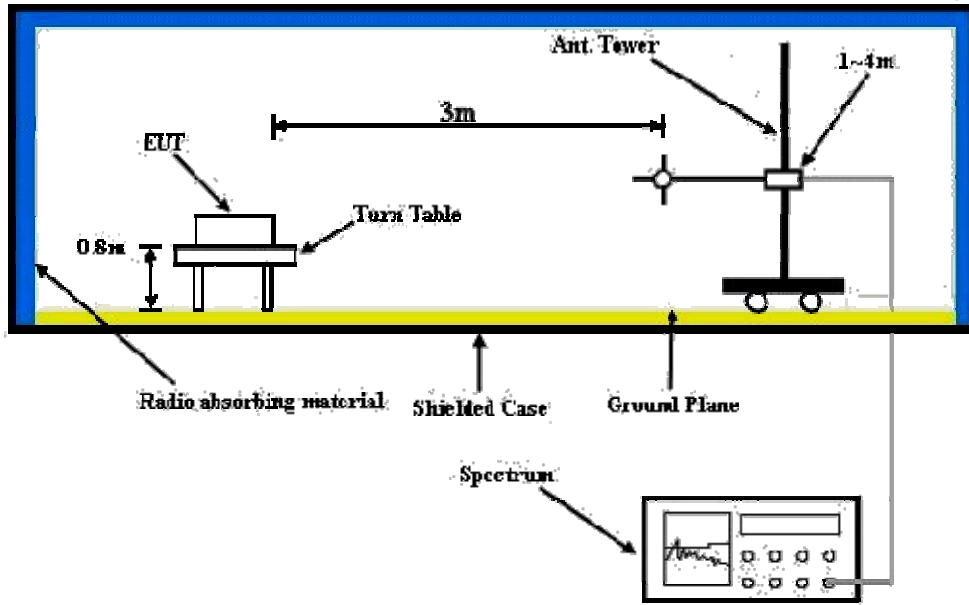 Ant. Tower
1~4m
3m
EUT
Turn Table
0.8m
Radio absorbing material
Shielded Case
Ground Plane
Spectrum